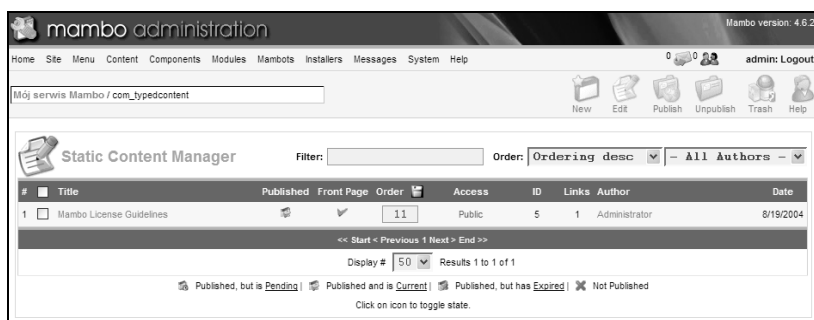 mambo administration
Mambo version: 4.6.2
Home Site Menu Content Components Modules Mambots Installers Messages System Help 0 0 admin: Logout
Mój serwis Mambo / com_typedcontent
New Edit Publish Unpublish Trash Help
Static Content Manager Filter: Order: Ordering desc - All Authors -
# Title Published Front Page Order Access ID Links Author Date
1 Mambo License Guidelines 11 Public 5 1 Administrator 8/19/2004
<< Start < Previous 1 Next > End >>
Display # 50 Results 1 to 1 of 1
Published, but is Pending | Published and is Current | Published, but has Expired | Not Published
Click on icon to toggle state.